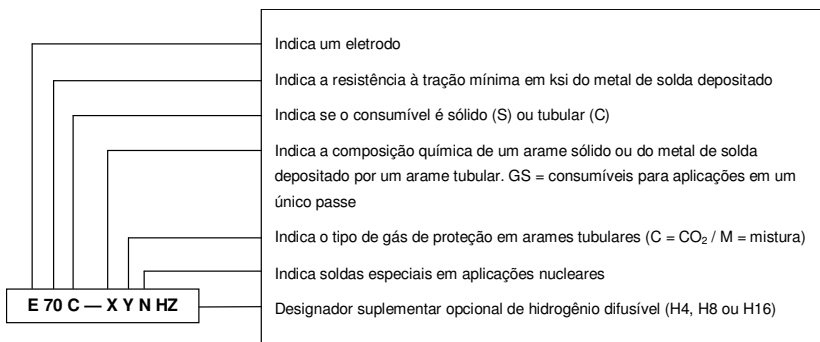 Indica um eletrodo
Indica a resistência à tração mínima em ksi do metal de solda depositado
Indica se o consumível é sólido (S) ou tubular (C)
Indica a composição química de um arame sólido ou do metal de solda
depositado por um arame tubular. GS = consumíveis para aplicações em um
único passe
Indica o tipo de gás de proteção em arames tubulares (C = CO₂ / M = mistura)
Indica soldas especiais em aplicações nucleares
E 70 C — X Y N HZ
Designador suplementar opcional de hidrogênio difusível (H4, H8 ou H16)